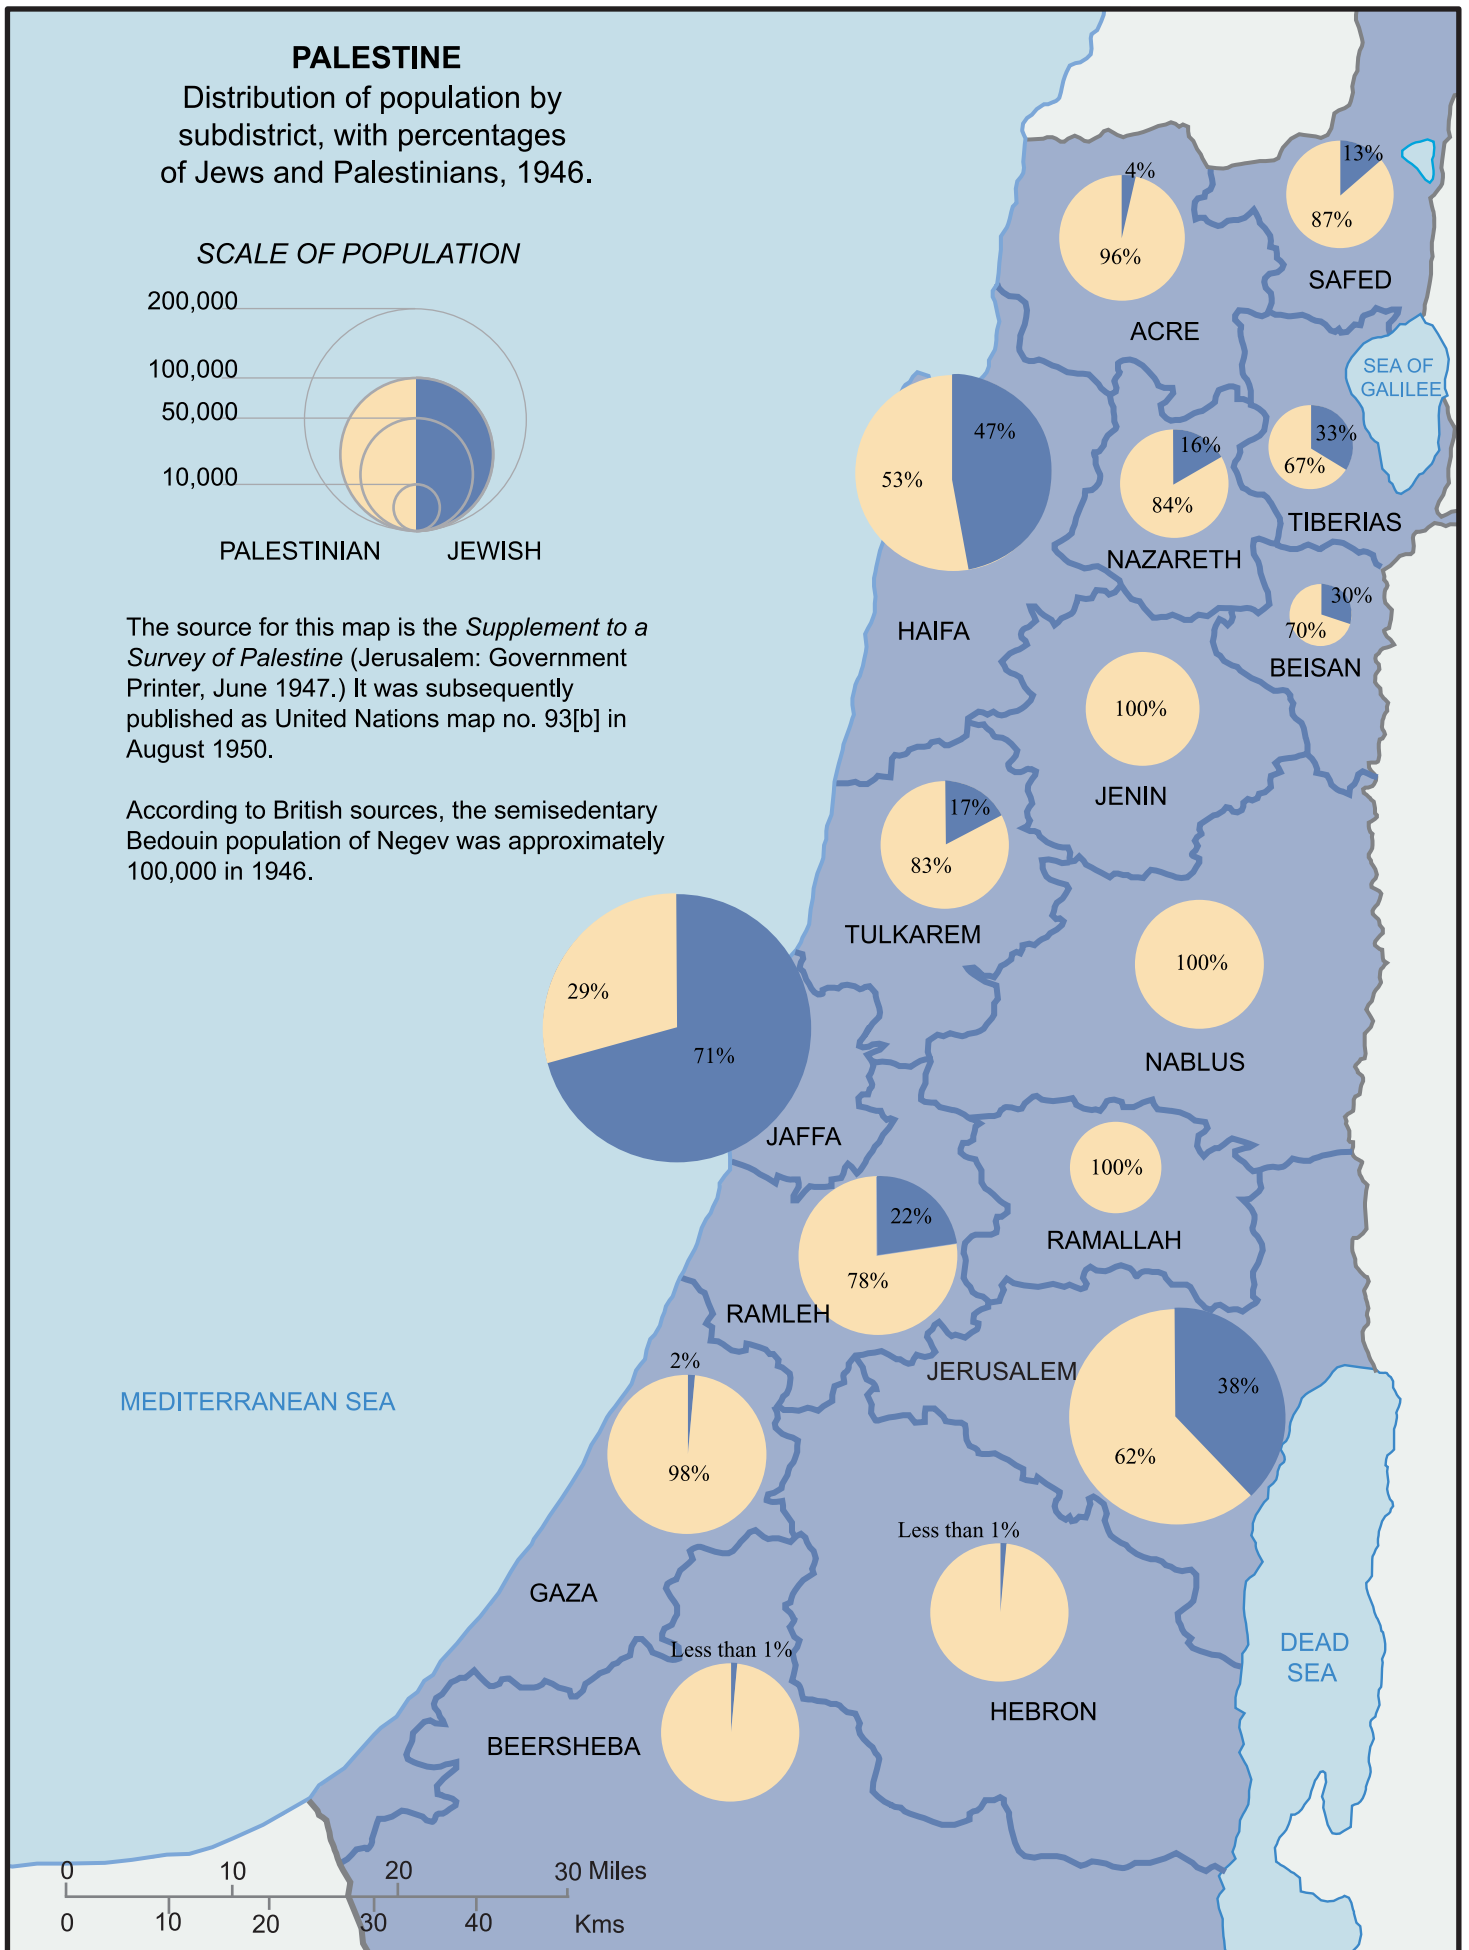 PALESTINE
Distribution of population by
subdistrict, with percentages
of Jews and Palestinians, 1946.
SCALE OF POPULATION
200,000
100,000
50,000
10,000
PALESTINIAN
JEWISH
The source for this map is the Supplement to a
Survey of Palestine (Jerusalem: Government
Printer, June 1947.) It was subsequently
published as United Nations map no. 93[b] in
August 1950.
According to British sources, the semisedentary
Bedouin population of Negev was approximately
100,000 in 1946.
13%
87%
SAFED
4%
96%
ACRE
SEA OF
GALILEE
47%
53%
HAIFA
16%
84%
NAZARETH
33%
67%
TIBERIAS
30%
70%
BEISAN
100%
JENIN
17%
83%
TULKAREM
100%
NABLUS
29%
71%
JAFFA
100%
RAMALLAH
22%
78%
RAMLEH
JERUSALEM
38%
62%
2%
98%
GAZA
MEDITERRANEAN SEA
Less than 1%
HEBRON
Less than 1%
BEERSHEBA
DEAD
SEA
0 10 20 30 Miles
0 10 20 30 40 Kms